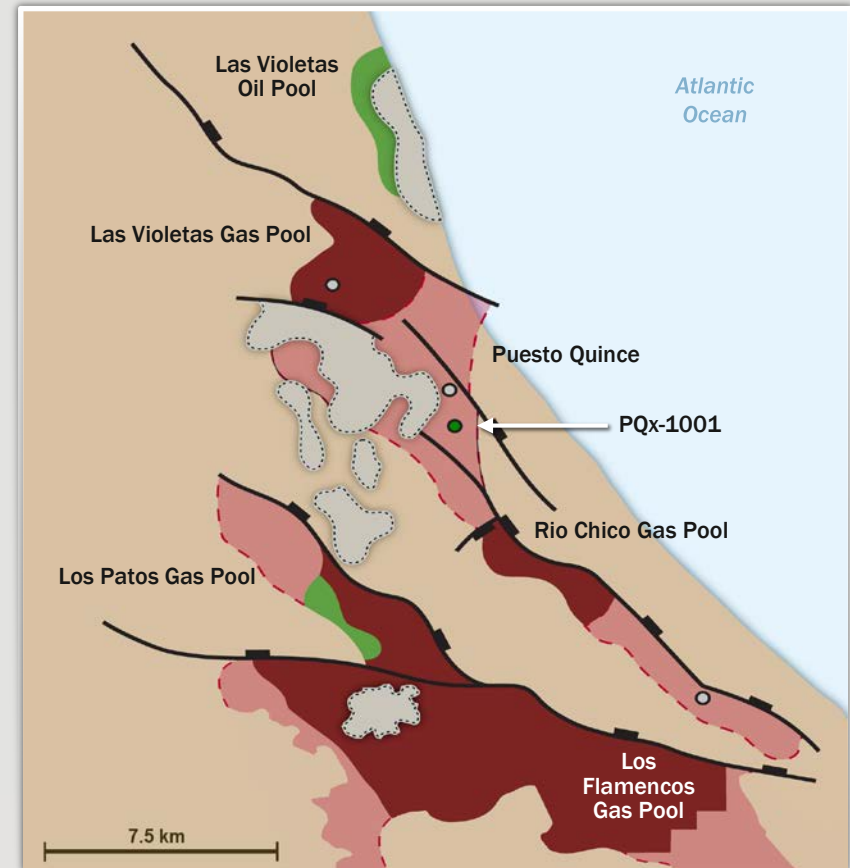 Las Violetas
Oil Pool
Atlantic
Ocean
Las Violetas Gas Pool
Puesto Quince
PQx-1001
Rio Chico Gas Pool
Los Patos Gas Pool
Los
Flamencos
Gas Pool
7.5 km